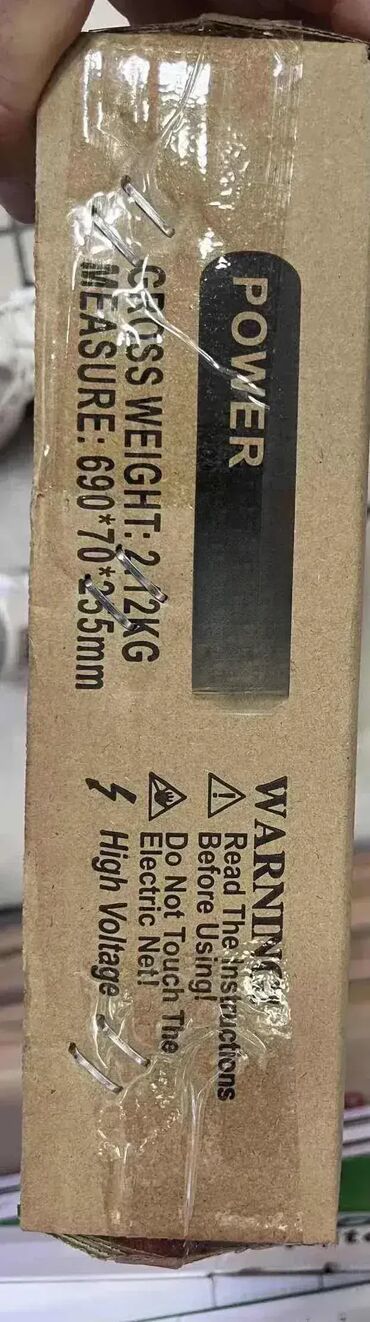 POWER
GROSS WEIGHT: 2.12KG
MEASURE: 690*70*255mm
WARNING!
Read The Instructions
Before Using!
Do Not Touch The
Electric Net!
High Voltage